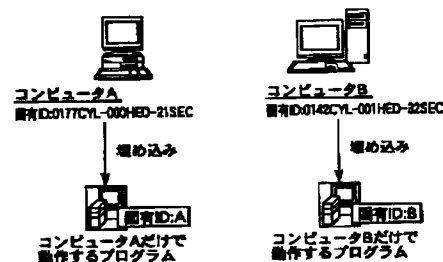 コンピュータA
固有ID:0177CYL-000HED-21SEC
埋め込み
固有ID:A
コンピュータAだけで
動作するプログラム
コンピュータB
固有ID:0142CYL-001HED-32SEC
埋め込み
固有ID:B
コンピュータBだけで
動作するプログラム